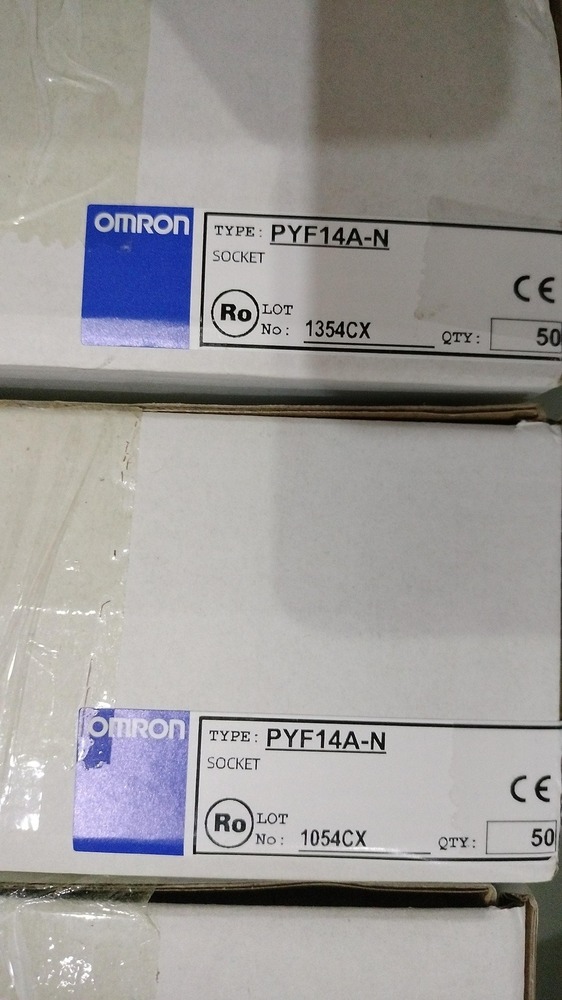 OMRON
TYPE: PYF14A-N
SOCKET
CE
Ro
LOT
No: 1354CX QTY: 50
OMRON
TYPE: PYF14A-N
SOCKET
CE
Ro
LOT
No: 1054CX QTY: 50